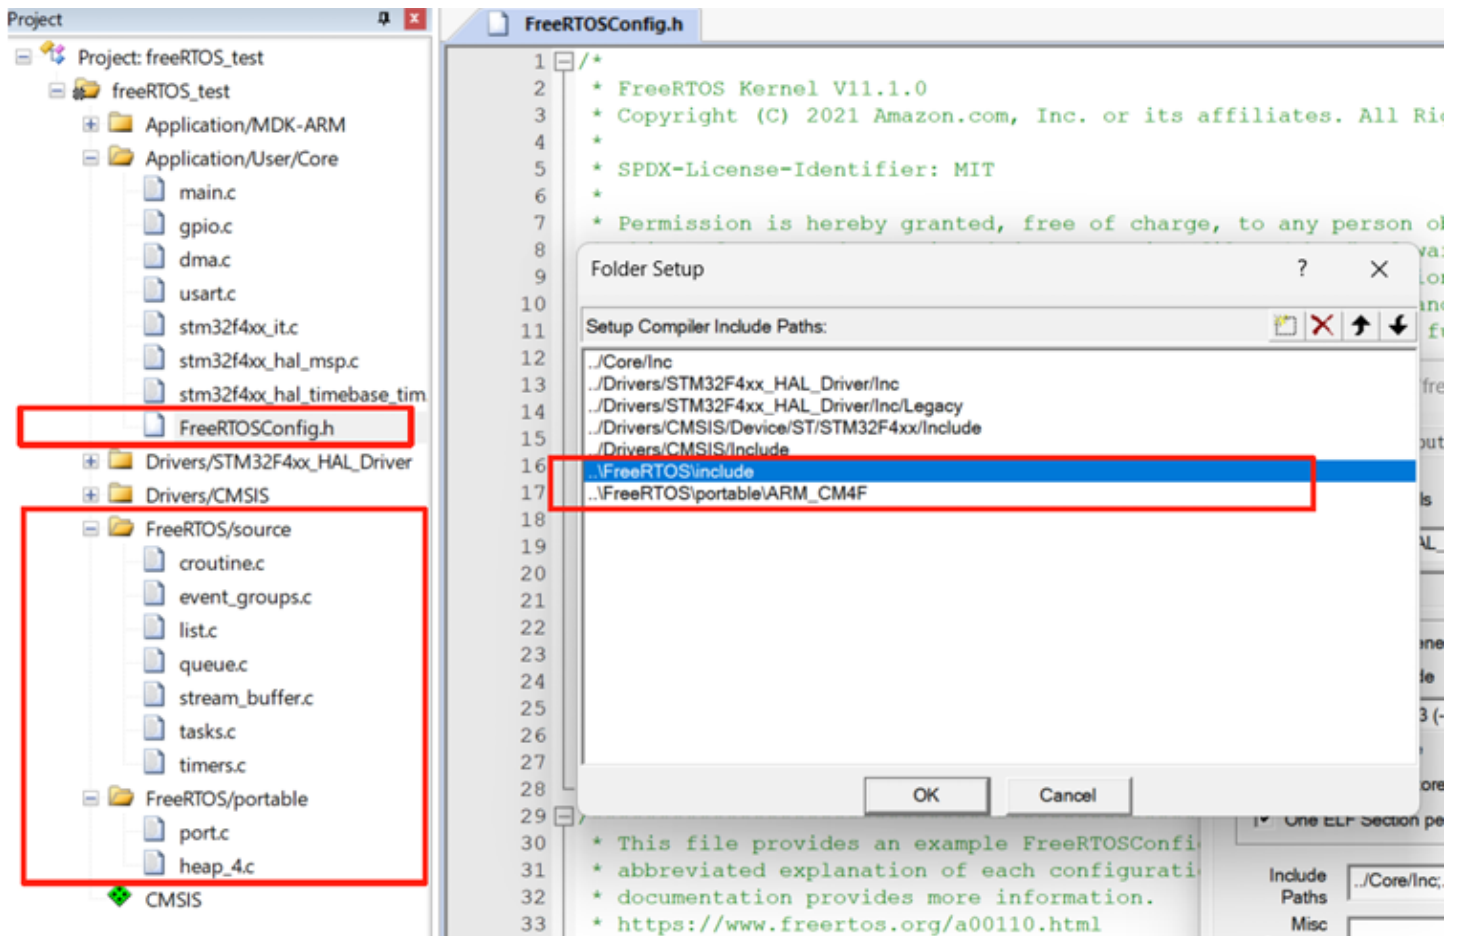 Project
Project: freeRTOS_test
freeRTOS_test
Application/MDK-ARM
Application/User/Core
main.c
gpio.c
dma.c
usart.c
stm32f4xx_it.c
stm32f4xx_hal_msp.c
stm32f4xx_hal_timebase_tim.
FreeRTOSConfig.h
Drivers/STM32F4xx_HAL_Driver
Drivers/CMSIS
FreeRTOS/source
croutine.c
event_groups.c
list.c
queue.c
stream_buffer.c
tasks.c
timers.c
FreeRTOS/portable
port.c
heap_4.c
CMSIS
FreeRTOSConfig.h
1 /*
2 * FreeRTOS Kernel V11.1.0
3 * Copyright (C) 2021 Amazon.com, Inc. or its affiliates. All Ri
4 *
5 * SPDX-License-Identifier: MIT
6 *
7 * Permission is hereby granted, free of charge, to any person o
8
9
10
11
12
13
14
15
16
17
18
19
20
21
22
23
24
25
26
27
28
29 /
30 * This file provides an example FreeRTOSConfi
31 * abbreviated explanation of each configurati
32 * documentation provides more information.
33 * https://www.freertos.org/a00110.html
Folder Setup
?
Setup Compiler Include Paths:
../Core/Inc
../Drivers/STM32F4xx_HAL_Driver/Inc
../Drivers/STM32F4xx_HAL_Driver/Inc/Legacy
../Drivers/CMSIS/Device/ST/STM32F4xx/Include
../Drivers/CMSIS/Include
..\FreeRTOS\include
..\FreeRTOS\portable\ARM_CM4F
OK Cancel
One ELF Section pe
Include
Paths
../Core/Inc;.
Misc